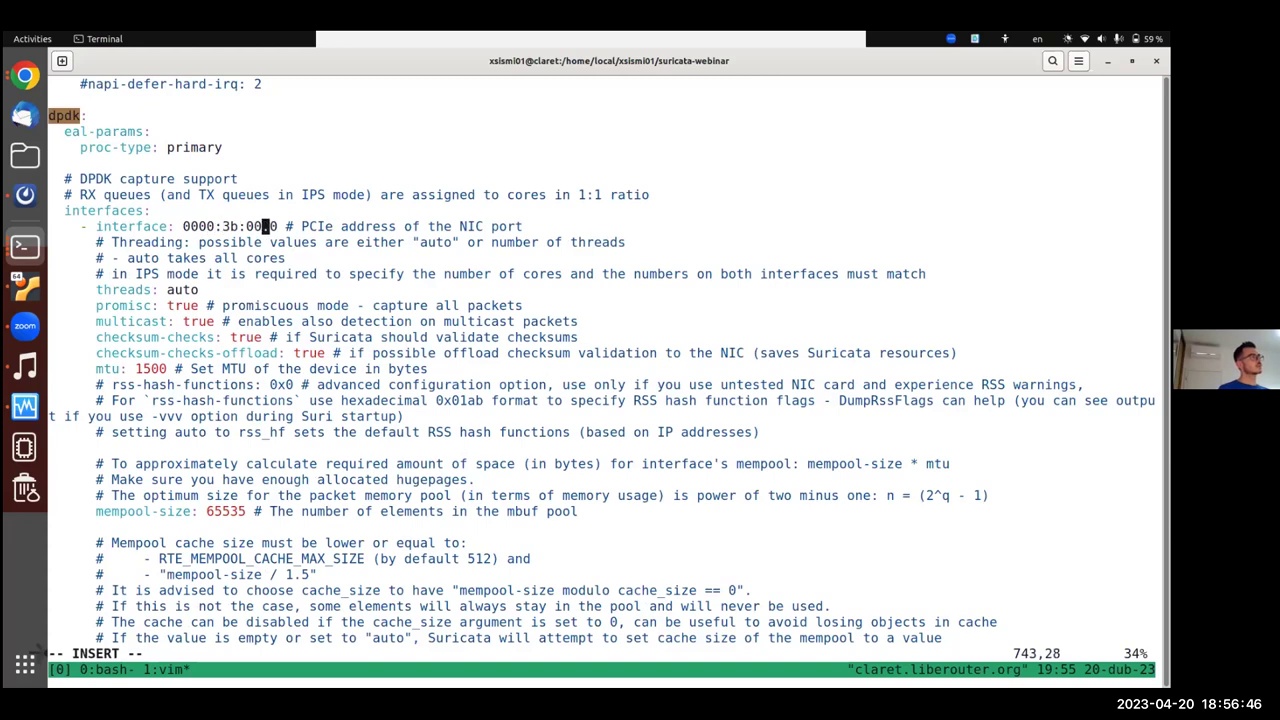 Activities
Terminal
en
59 %
xsismi01@claret:/home/local/xsismi01/suricata-webinar
#napi-defer-hard-irq: 2
dpdk:
eal-params:
proc-type: primary
# DPDK capture support
# RX queues (and TX queues in IPS mode) are assigned to cores in 1:1 ratio
interfaces:
- interface: 0000:3b:00.0 # PCIe address of the NIC port
# Threading: possible values are either "auto" or number of threads
# - auto takes all cores
# in IPS mode it is required to specify the number of cores and the numbers on both interfaces must match
threads: auto
promisc: true # promiscuous mode - capture all packets
multicast: true # enables also detection on multicast packets
checksum-checks: true # if Suricata should validate checksums
checksum-checks-offload: true # if possible offload checksum validation to the NIC (saves Suricata resources)
mtu: 1500 # Set MTU of the device in bytes
# rss-hash-functions: 0x0 # advanced configuration option, use only if you use untested NIC card and experience RSS warnings,
# For `rss-hash-functions` use hexadecimal 0x01ab format to specify RSS hash function flags - DumpRssFlags can help (you can see outpu
t if you use -vvv option during Suri startup)
# setting auto to rss_hf sets the default RSS hash functions (based on IP addresses)
# To approximately calculate required amount of space (in bytes) for interface's mempool: mempool-size * mtu
# Make sure you have enough allocated hugepages.
# The optimum size for the packet memory pool (in terms of memory usage) is power of two minus one: n = (2^q - 1)
mempool-size: 65535 # The number of elements in the mbuf pool
# Mempool cache size must be lower or equal to:
#     - RTE_MEMPOOL_CACHE_MAX_SIZE (by default 512) and
#     - "mempool-size / 1.5"
# It is advised to choose cache_size to have "mempool-size modulo cache_size == 0".
# If this is not the case, some elements will always stay in the pool and will never be used.
# The cache can be disabled if the cache_size argument is set to 0, can be useful to avoid losing objects in cache
# If the value is empty or set to "auto", Suricata will attempt to set cache size of the mempool to a value
-- INSERT --
743,28
34%
[0] 0:bash- 1:vim*
"claret.liberouter.org" 19:55 20-dub-23
zoom
64
2023-04-20 18:56:46